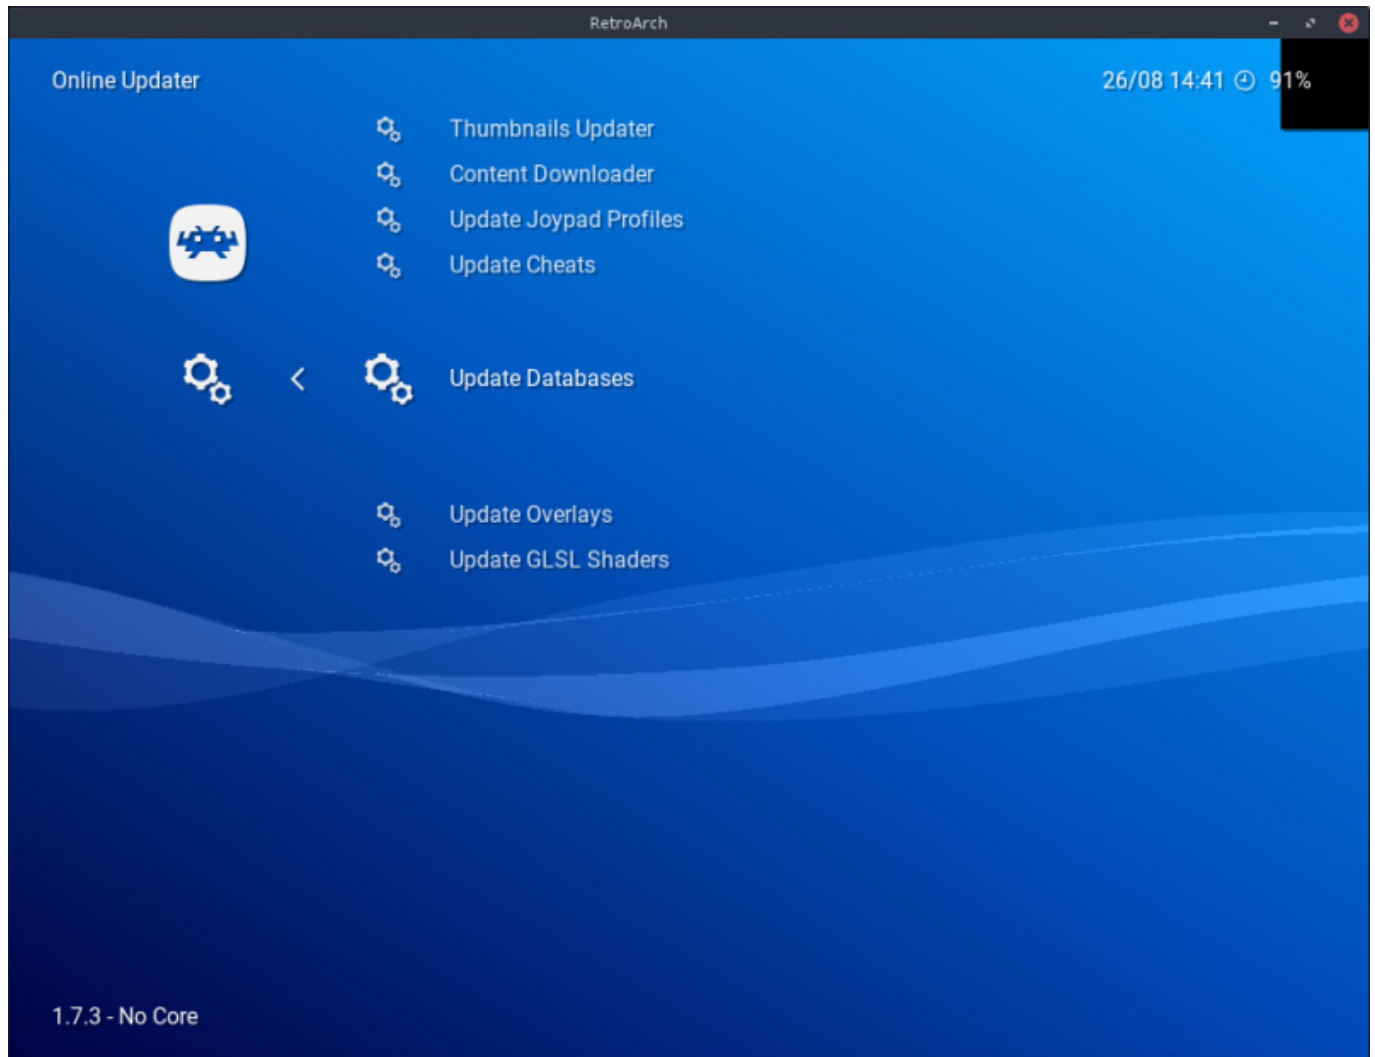 RetroArch
Online Updater
26/08 14:41 91%
Thumbnails Updater
Content Downloader
Update Joypad Profiles
Update Cheats
Update Databases
Update Overlays
Update GLSL Shaders
1.7.3 - No Core